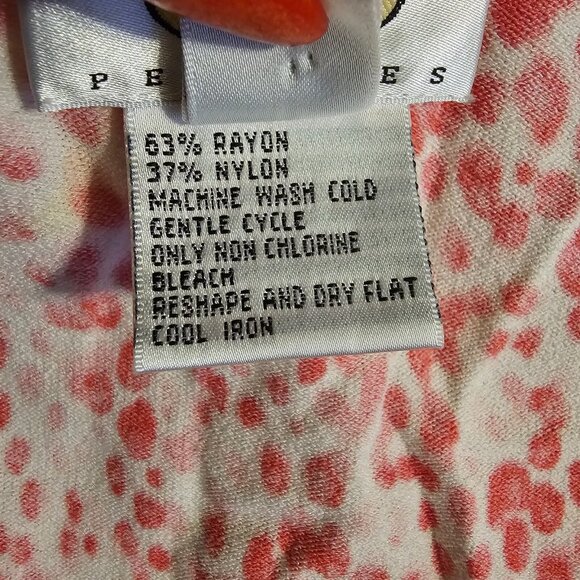 63% RAYON
37% NYLON
MACHINE WASH COLD
GENTLE CYCLE
ONLY NON CHLORINE
BLEACH
RESHAPE AND DRY FLAT
COOL IRON